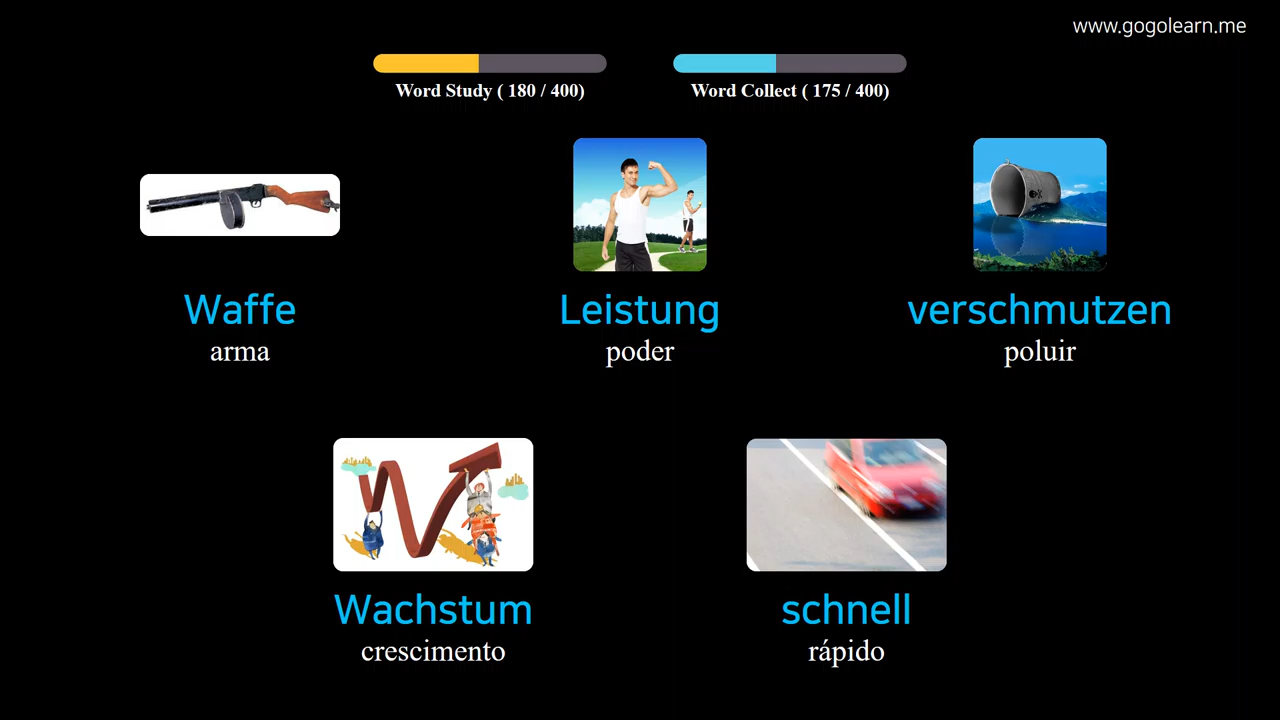 www.gogolearn.me
Word Study ( 180 / 400)
Word Collect ( 175 / 400)
Waffe
arma
Leistung
poder
verschmutzen
poluir
Wachstum
crescimento
schnell
rápido